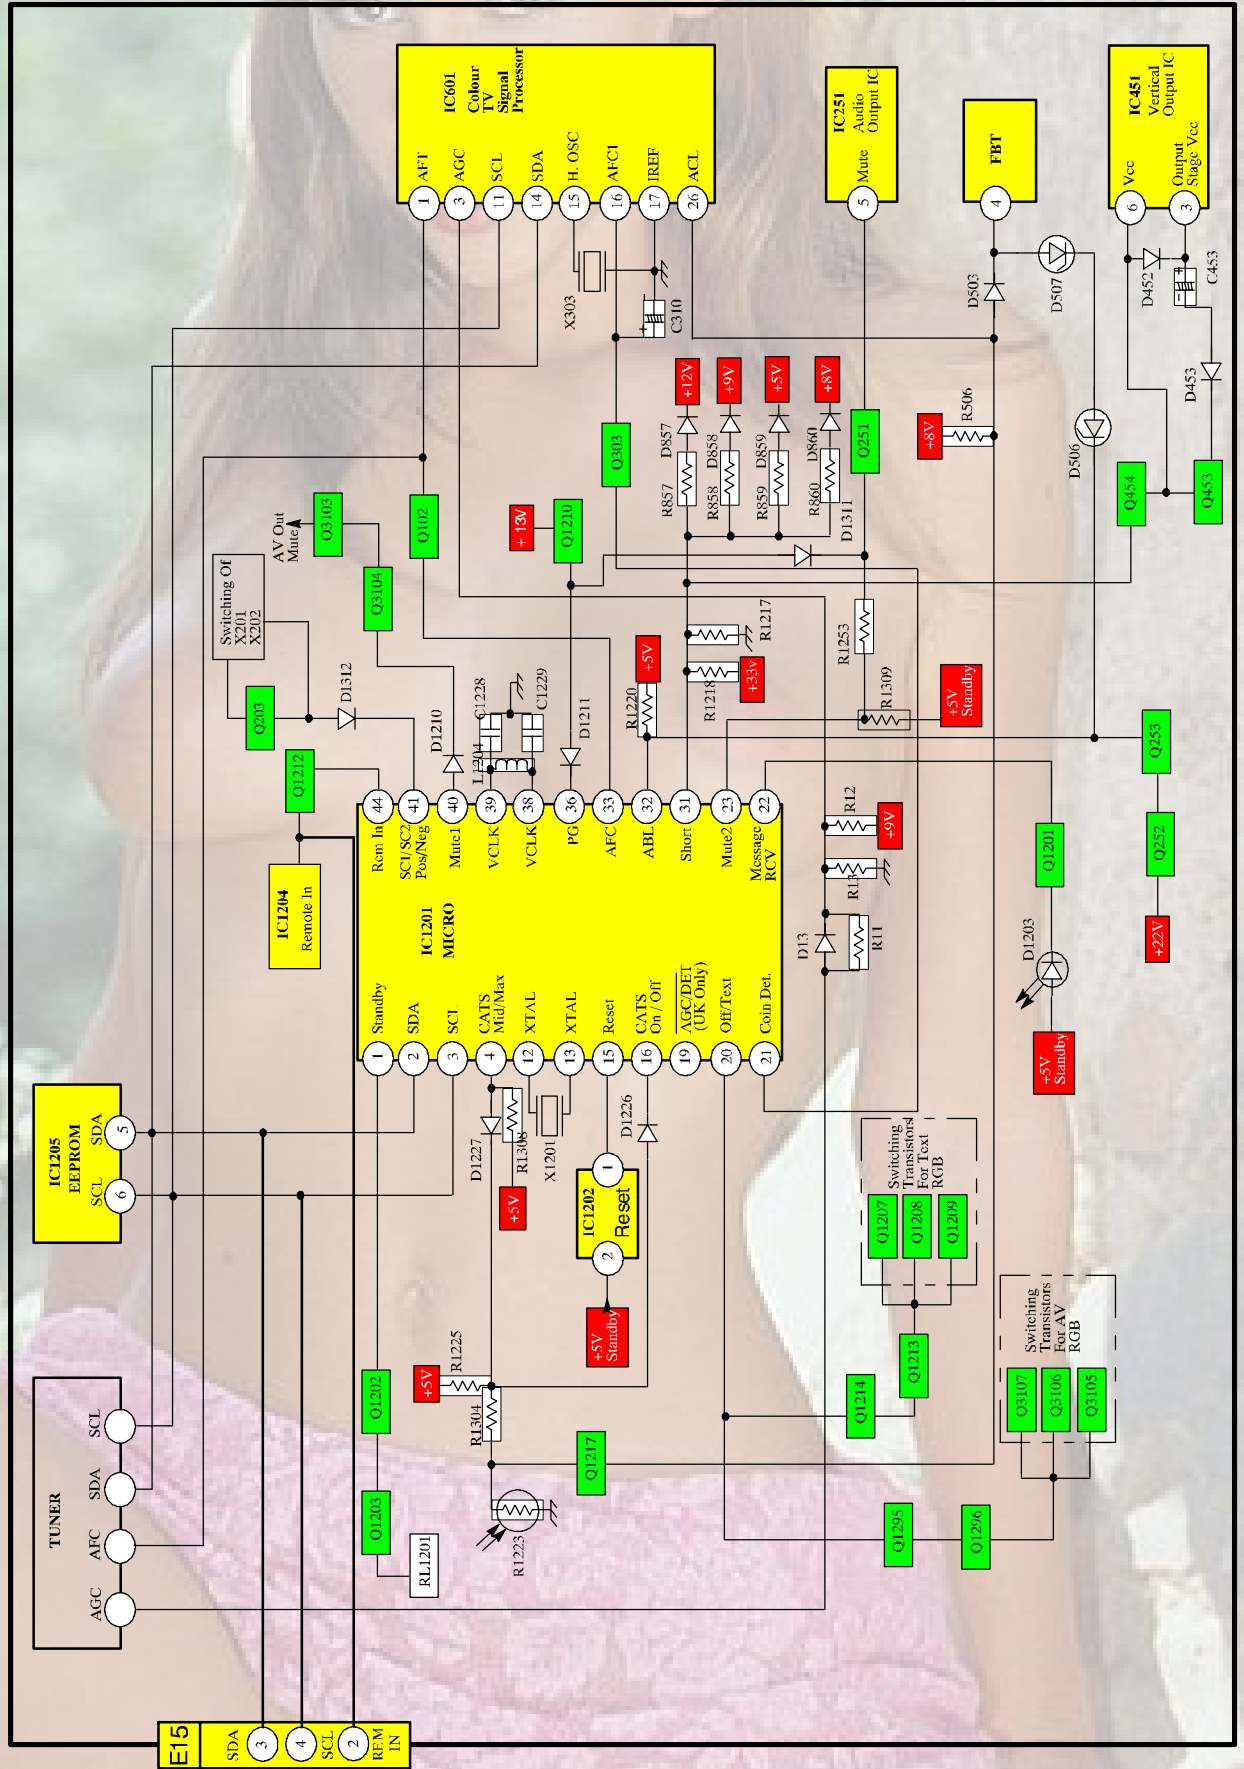 IC601
Colour
TV
Signal
Processor
AFT
AGC
SCL
SDA
H. OSC
AFC1
IREF
ACL
1
3
11
14
15
16
17
26
IC251
Audio
Output IC
Mute
5
FBT
4
IC451
Vertical
Output IC
Vcc
Output
Stage Vcc
6
3
X303
C310
D503
D507
D452
C453
D453
D506
+12V
+9V
+5V
+8V
D857
D858
D859
D860
R857
R858
R859
R860
D1311
Q303
Q251
+8V
R506
Q454
Q453
Q102
AV Out
Mute
Q3103
Q3104
+ 13V
Q1210
Switching Of
X201
X202
Q203
D1312
Q1212
D1210
C1228
C1229
L1204
D1211
R1220
+5V
R1218
+33v
R1217
R1253
R1309
+5V
Standby
Q253
Q252
+22V
IC1204
Remote In
IC1201
MICRO
44
41
40
39
38
36
33
32
31
23
22
Rem In
SC1/SC2
Pos/Neg
Mute1
VCLK
VCLK
PG
AFC
ABL
Short
Mute2
Message
RCV
Standby
SDA
SCL
CATS
Mid/Max
XTAL
XTAL
Reset
CATS
On / Off
AGC/DET
(UK Only)
Off/Text
Coin Det.
1
2
3
4
12
13
15
16
19
20
21
R12
+9V
R13
D13
R11
Q1201
D1203
+5V
Standby
IC1205
EEPROM
SCL
SDA
6
5
D1227
R1308
+5V
X1201
D1226
IC1202
Reset
1
2
+5V
Standby
Switching
Transistors
For Text
RGB
Q1207
Q1208
Q1209
Q1213
Q1214
Switching
Transistors
For AV
RGB
Q3107
Q3106
Q3105
Q1295
Q1296
+5V
R1225
R1304
Q1217
R1223
Q1202
Q1203
RL1201
TUNER
AGC
AFC
SDA
SCL
E15
SDA
3
4
SCL
2
REM
IN